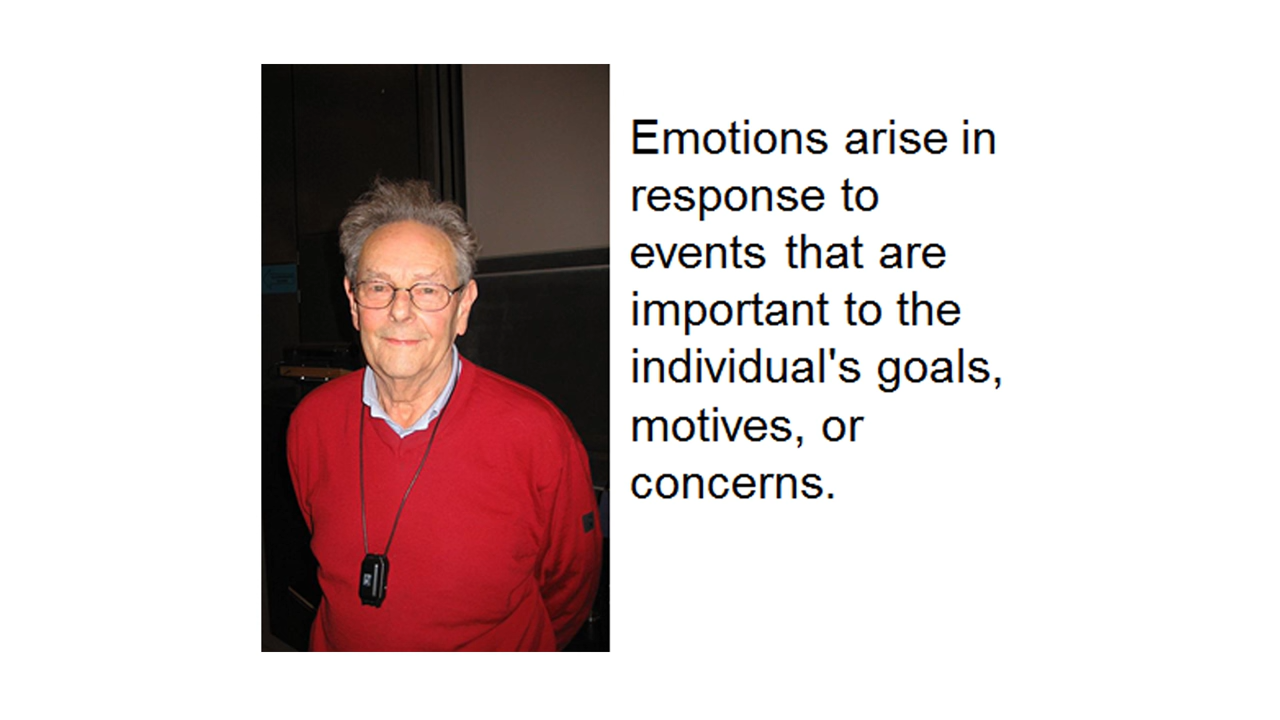 Emotions arise in
response to
events that are
important to the
individual's goals,
motives, or
concerns.